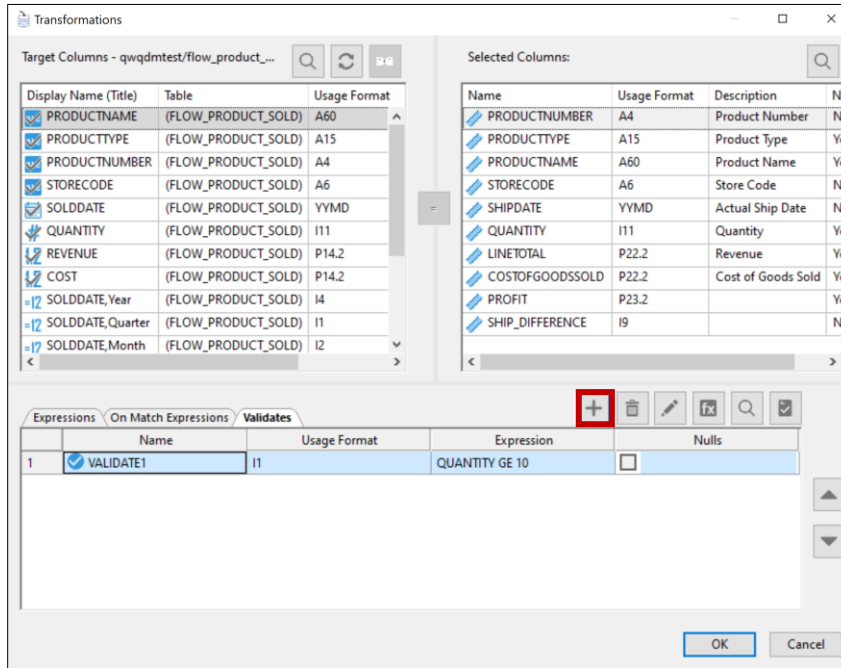 Transformations
Target Columns - qwqdmtest/flow_product_...
Selected Columns:
Display Name (Title) Table Usage Format
PRODUCTNAME (FLOW_PRODUCT_SOLD) A60
PRODUCTTYPE (FLOW_PRODUCT_SOLD) A15
PRODUCTNUMBER (FLOW_PRODUCT_SOLD) A4
STORECODE (FLOW_PRODUCT_SOLD) A6
SOLDDATE (FLOW_PRODUCT_SOLD) YYMD
QUANTITY (FLOW_PRODUCT_SOLD) I11
REVENUE (FLOW_PRODUCT_SOLD) P14.2
COST (FLOW_PRODUCT_SOLD) P14.2
SOLDDATE,Year (FLOW_PRODUCT_SOLD) I4
SOLDDATE,Quarter (FLOW_PRODUCT_SOLD) I1
SOLDDATE,Month (FLOW_PRODUCT_SOLD) I2
=
Name Usage Format Description N
PRODUCTNUMBER A4 Product Number N
PRODUCTTYPE A15 Product Type Y
PRODUCTNAME A60 Product Name Y
STORECODE A6 Store Code N
SHIPDATE YYMD Actual Ship Date N
QUANTITY I11 Quantity Y
LINETOTAL P22.2 Revenue Y
COSTOFGOODSSOLD P22.2 Cost of Goods Sold Y
PROFIT P23.2 Y
SHIP_DIFFERENCE I9 N
Expressions On Match Expressions Validates
Name Usage Format Expression Nulls
1 VALIDATE1 I1 QUANTITY GE 10
OK Cancel